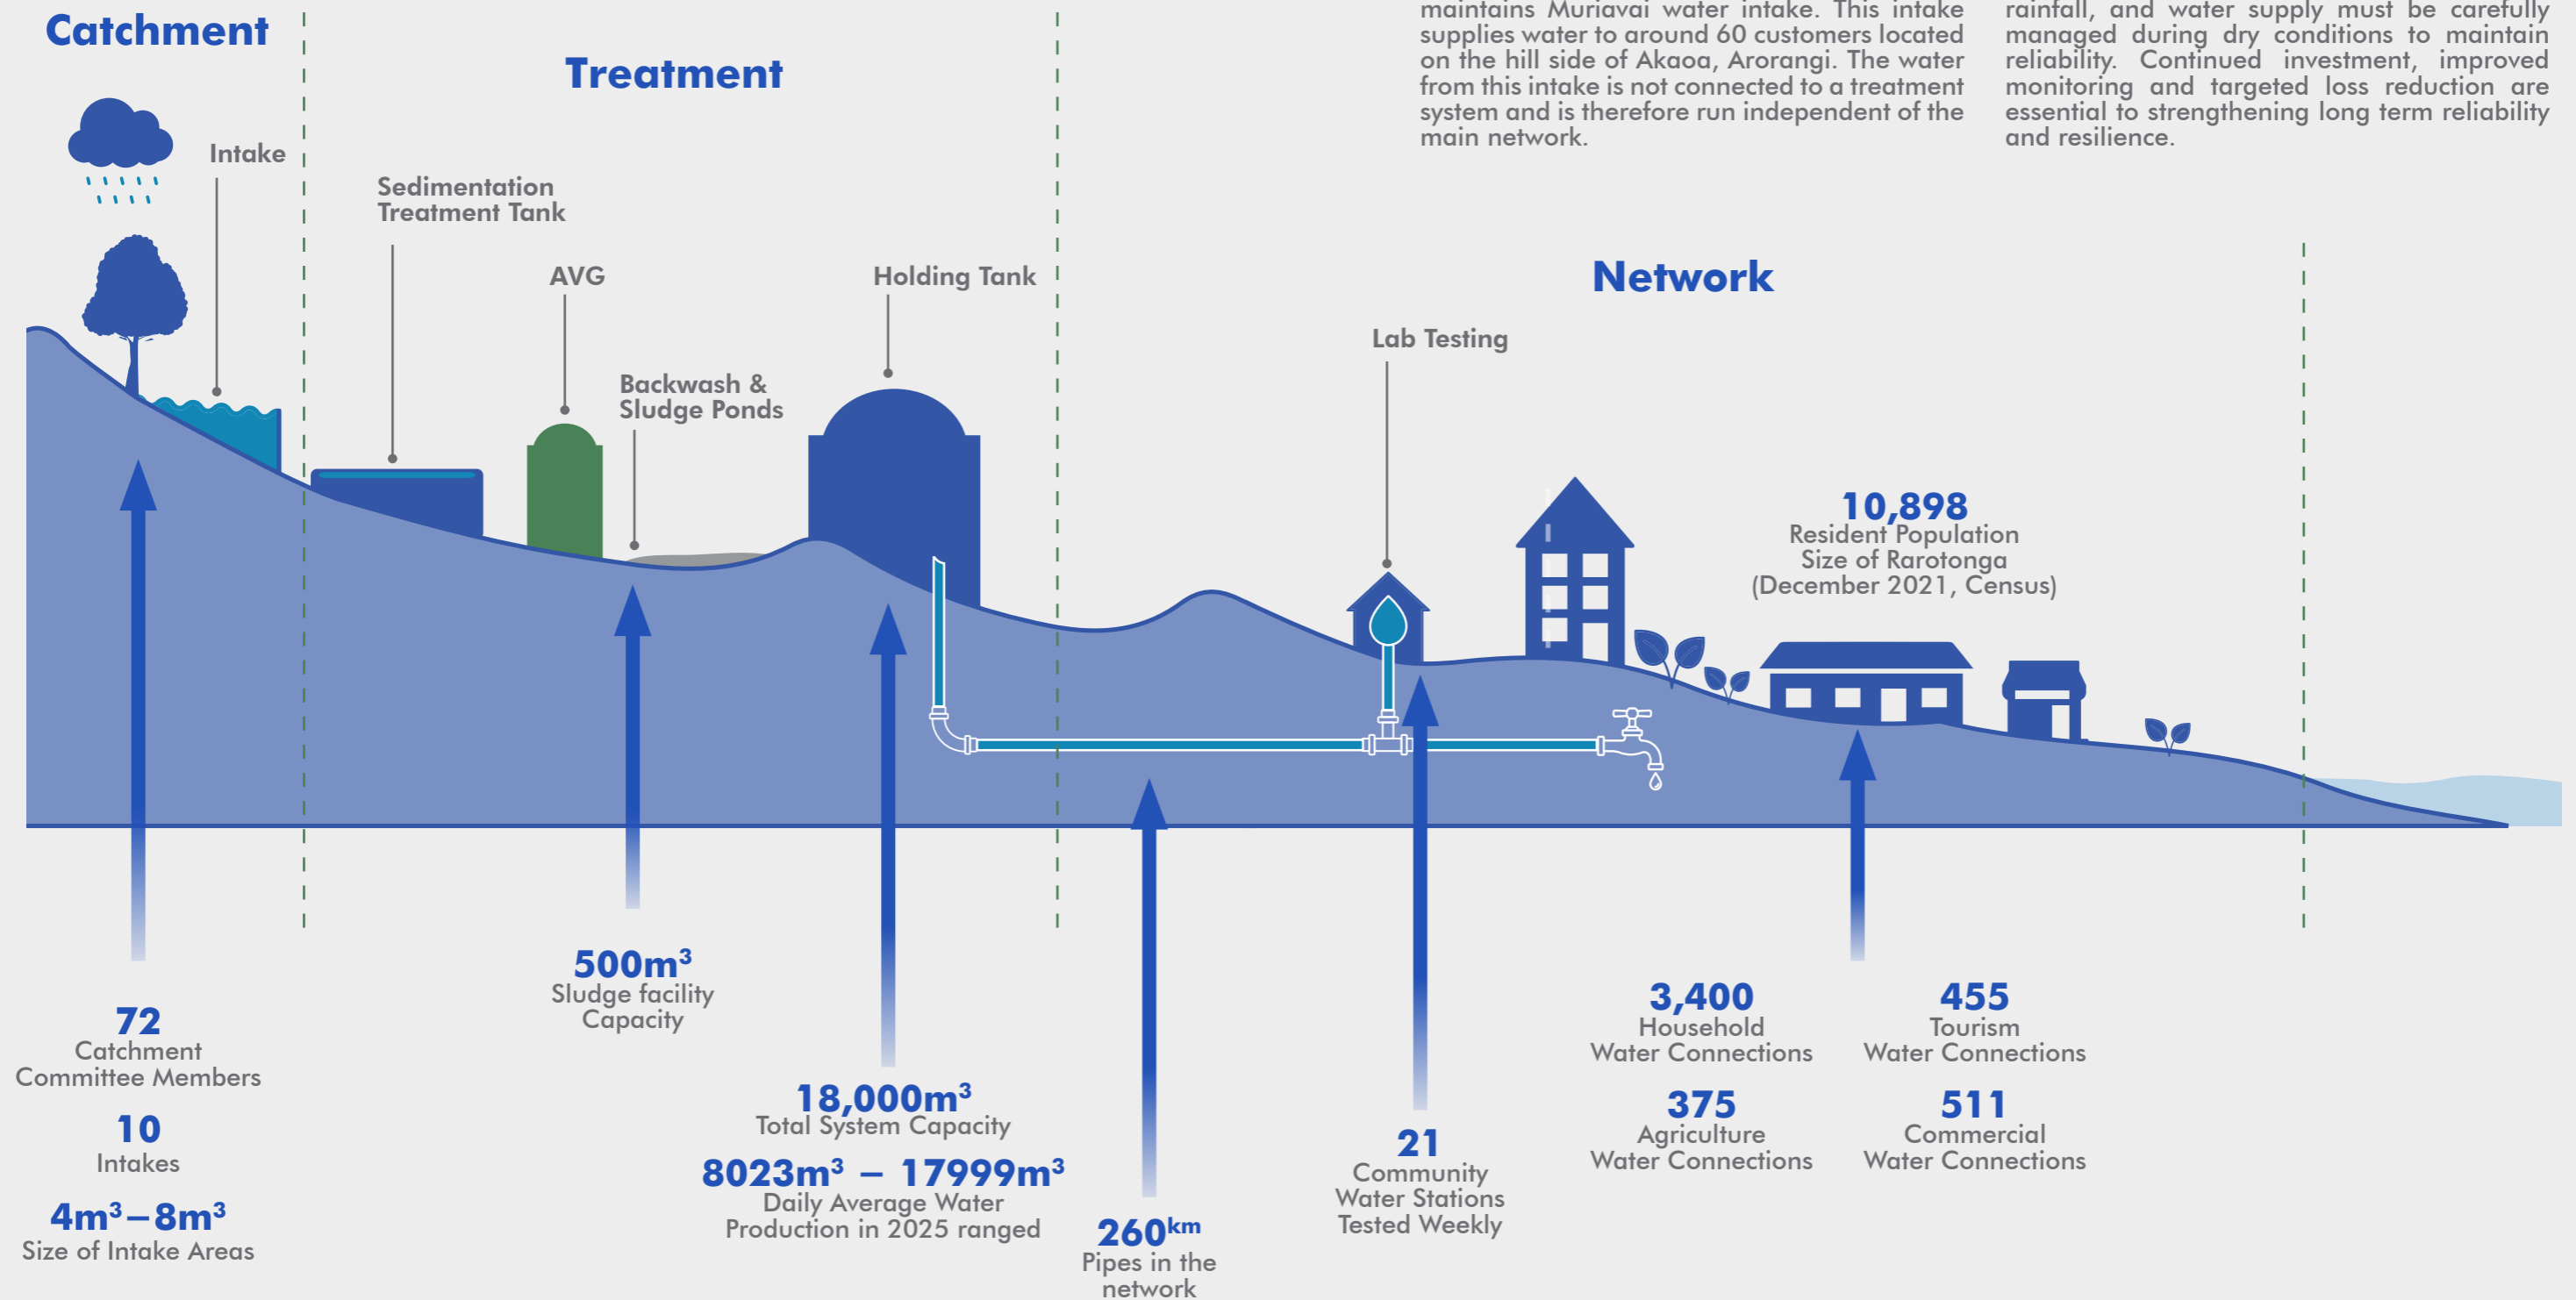 maintains Muriavai water intake. This intake
supplies water to around 60 customers located
on the hill side of Akaoa, Arorangi. The water
from this intake is not connected to a treatment
system and is therefore run independent of the
main network.
rainfall, and water supply must be carefully
managed during dry conditions to maintain
reliability. Continued investment, improved
monitoring and targeted loss reduction are
essential to strengthening long term reliability
and resilience.
Catchment
Intake
72
Catchment
Committee Members
10
Intakes
4m³–8m³
Size of Intake Areas
Treatment
Sedimentation
Treatment Tank
AVG
Backwash &
Sludge Ponds
Holding Tank
500m³
Sludge facility
Capacity
18,000m³
Total System Capacity
8023m³ – 17999m³
Daily Average Water
Production in 2025 ranged
Network
Lab Testing
10,898
Resident Population
Size of Rarotonga
(December 2021, Census)
260km
Pipes in the
network
21
Community
Water Stations
Tested Weekly
3,400
Household
Water Connections
455
Tourism
Water Connections
375
Agriculture
Water Connections
511
Commercial
Water Connections